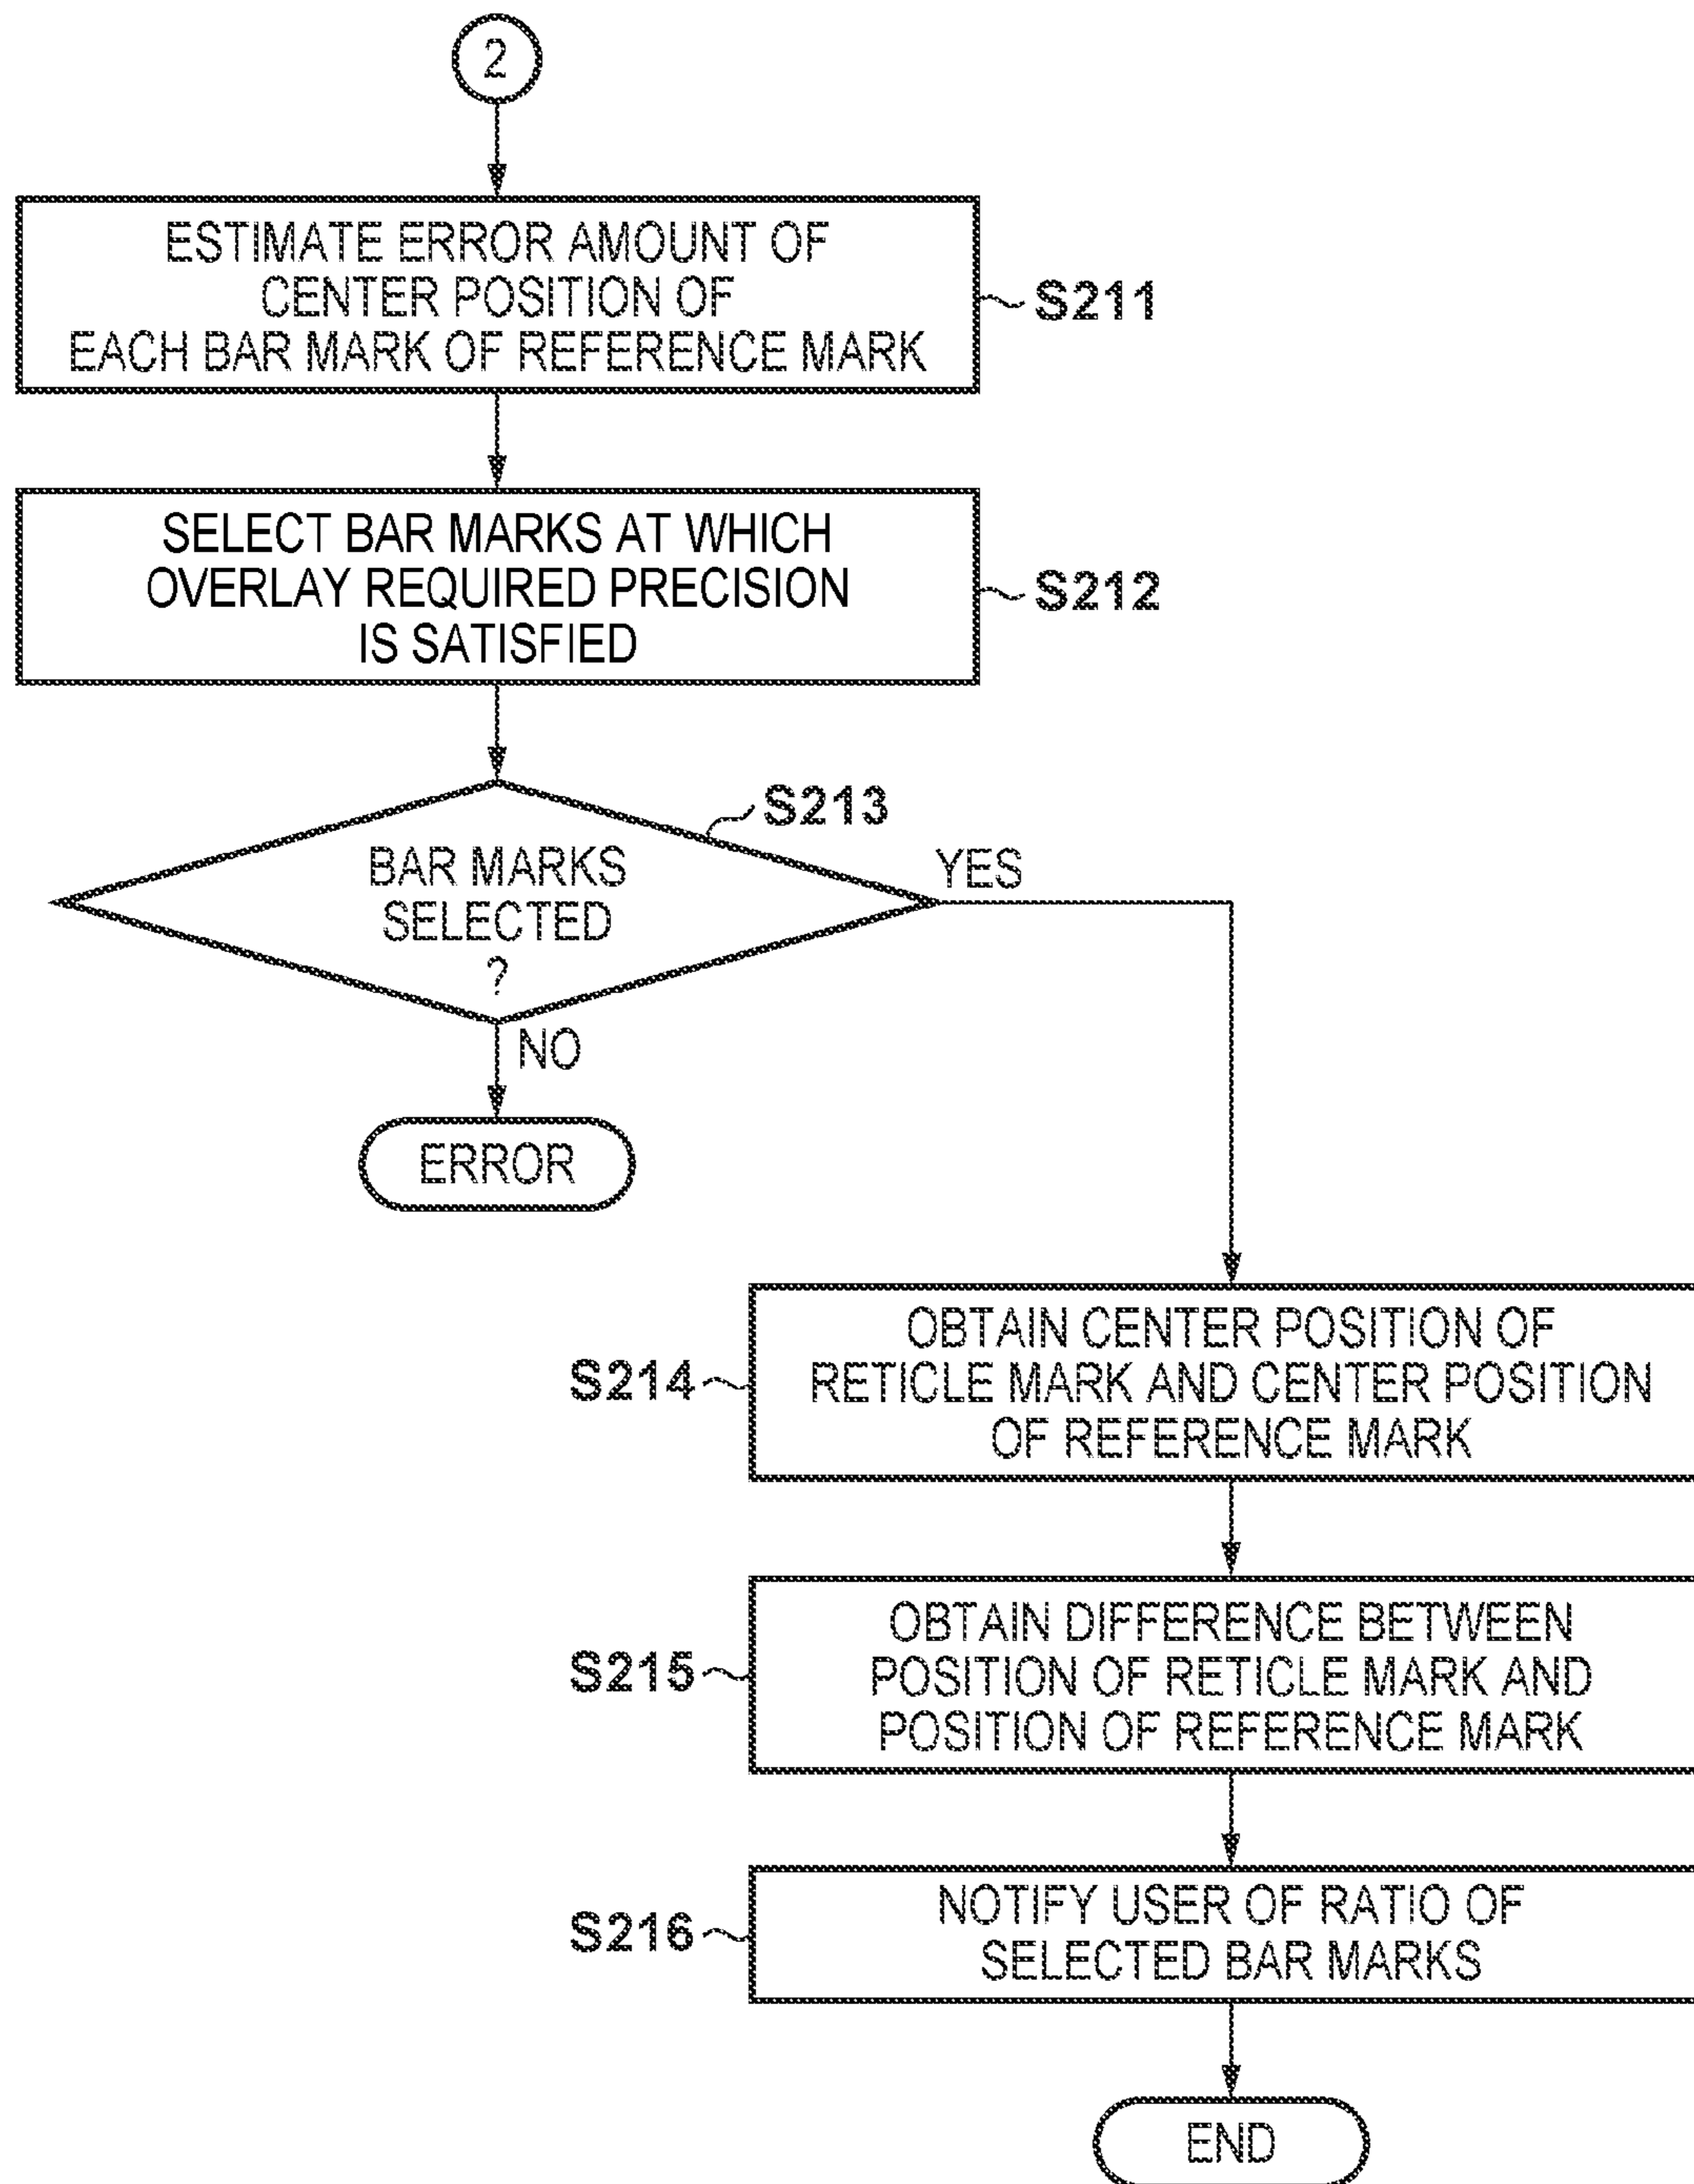 2
ESTIMATE ERROR AMOUNT OF
CENTER POSITION OF
EACH BAR MARK OF REFERENCE MARK
S211
SELECT BAR MARKS AT WHICH
OVERLAY REQUIRED PRECISION
IS SATISFIED
S212
S213
BAR MARKS
SELECTED
?
YES
NO
ERROR
OBTAIN CENTER POSITION OF
RETICLE MARK AND CENTER POSITION
OF REFERENCE MARK
S214
OBTAIN DIFFERENCE BETWEEN
POSITION OF RETICLE MARK AND
POSITION OF REFERENCE MARK
S215
NOTIFY USER OF RATIO OF
SELECTED BAR MARKS
S216
END